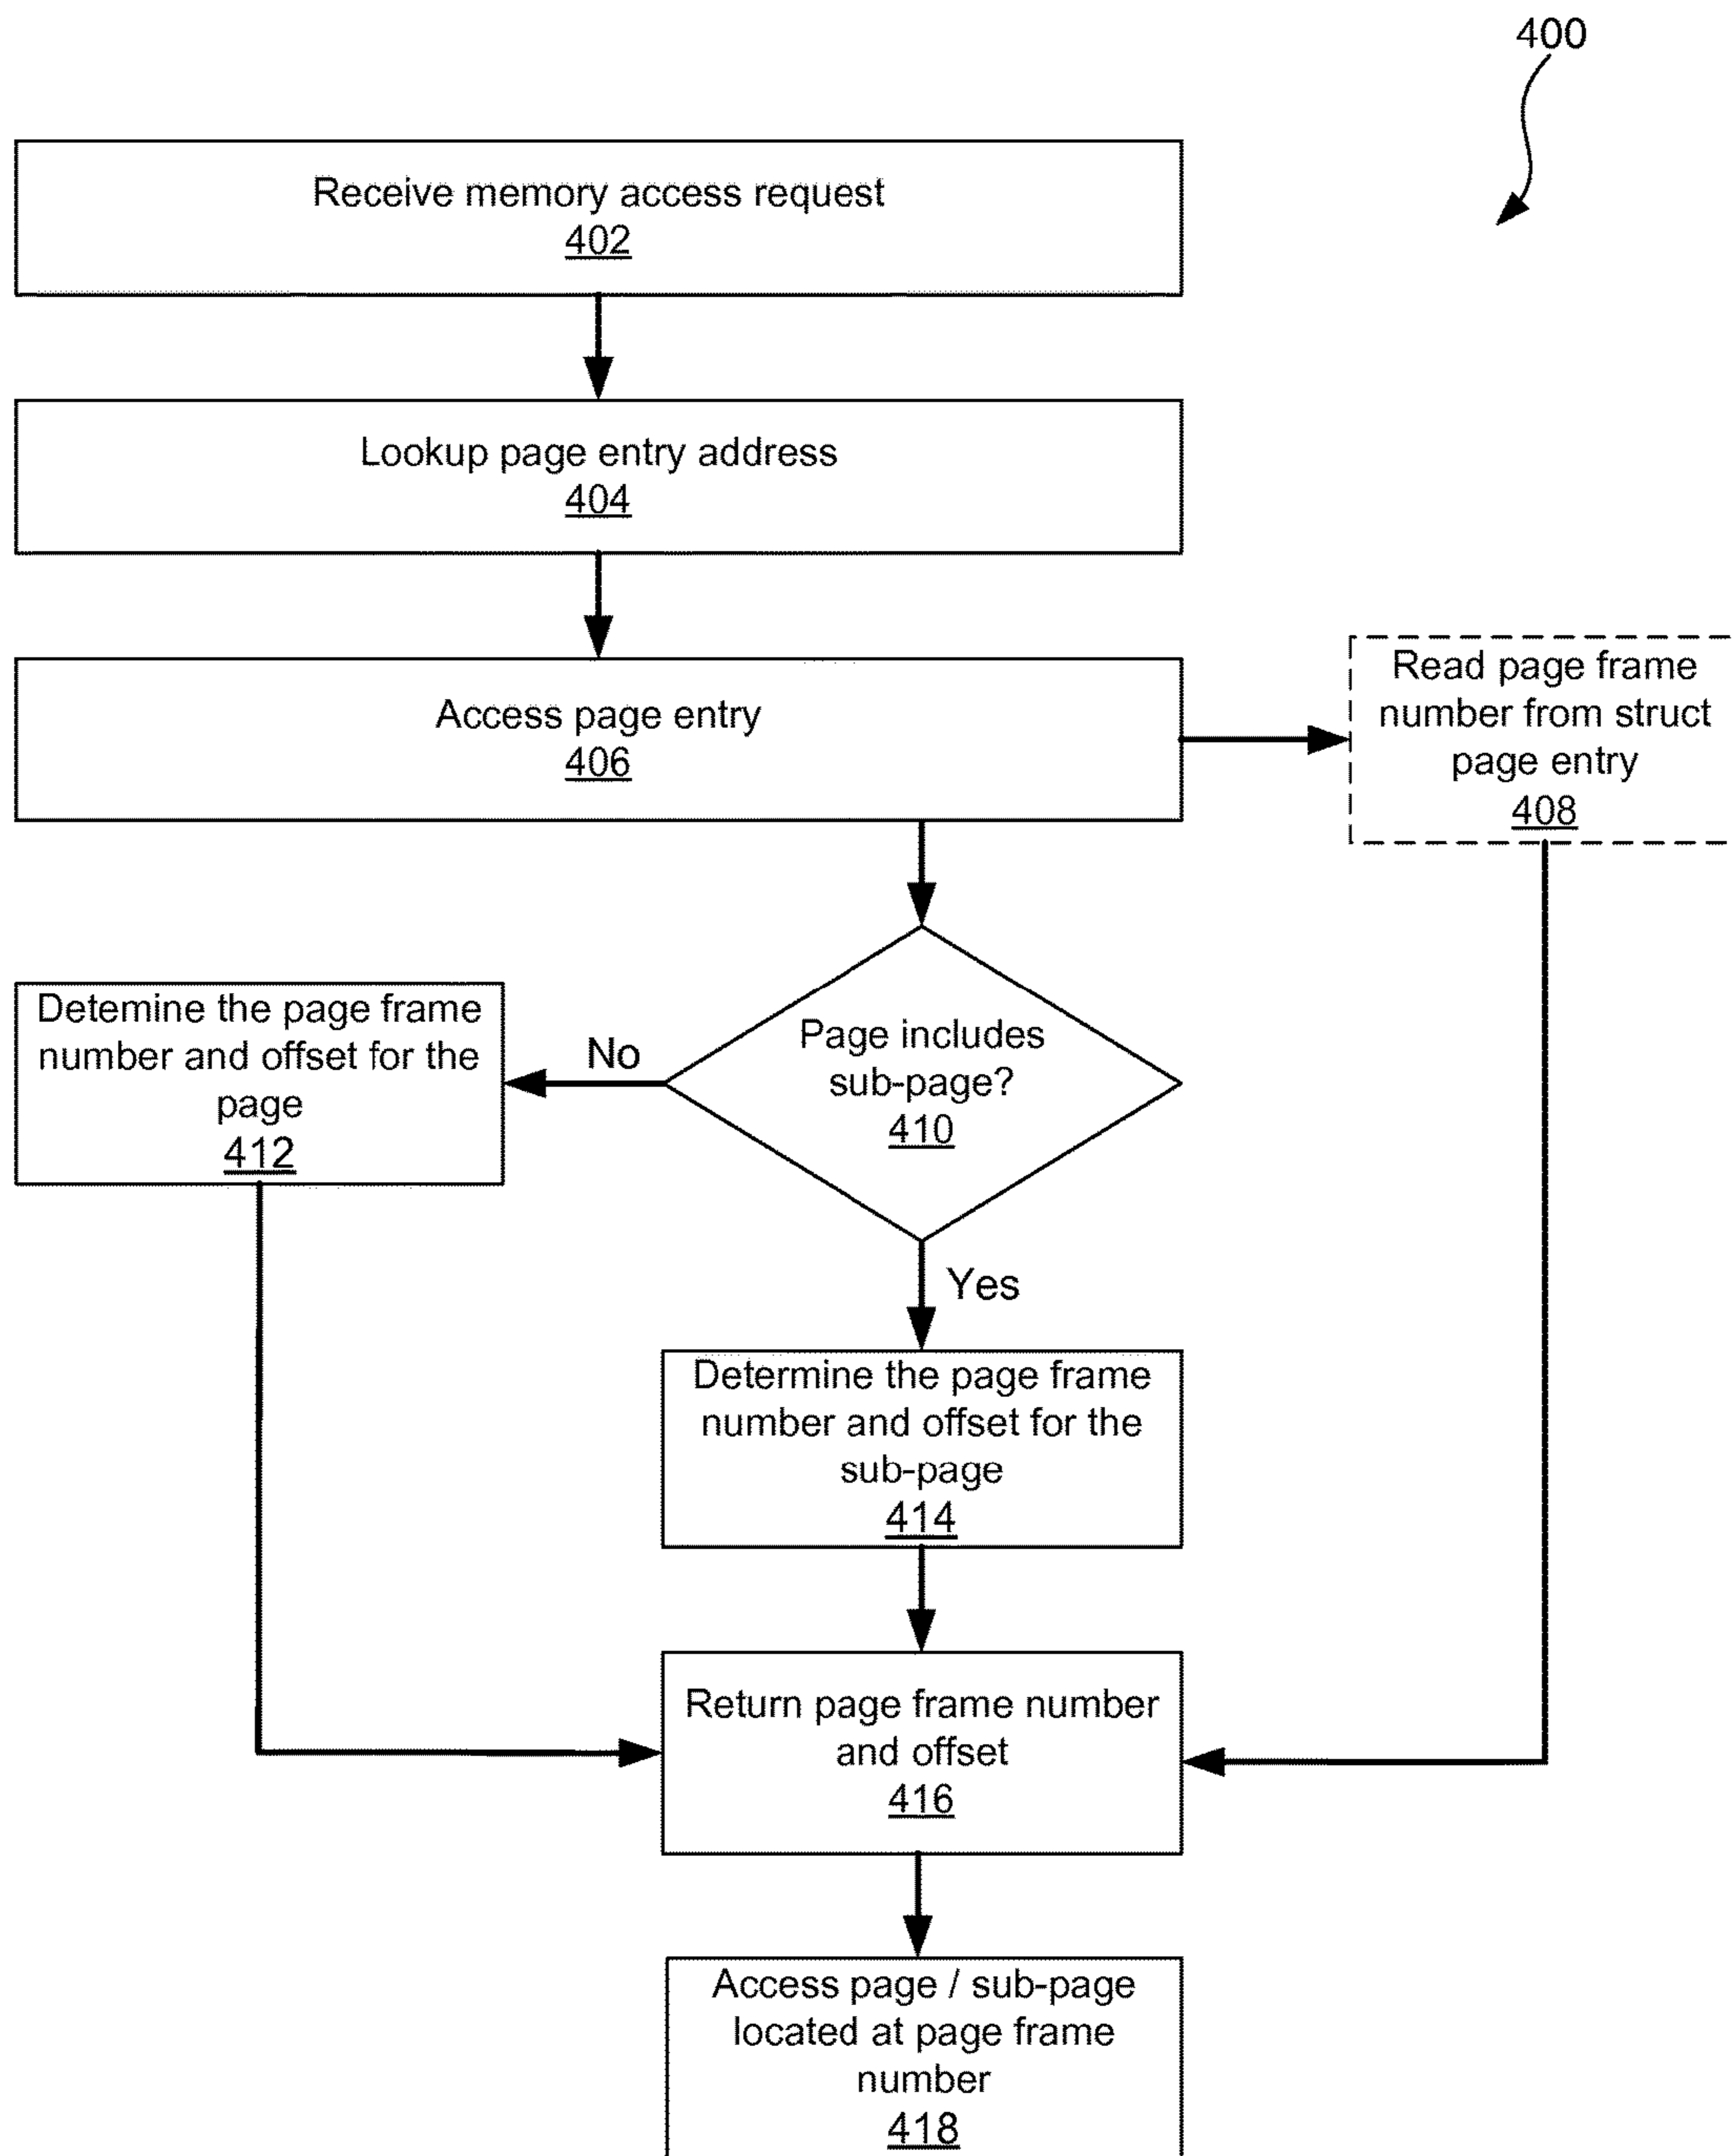 400
Receive memory access request
402
Lookup page entry address
404
Access page entry
406
Read page frame
number from struct
page entry
408
Page includes
sub-page?
410
No
Detemine the page frame
number and offset for the
page
412
Yes
Determine the page frame
number and offset for the
sub-page
414
Return page frame number
and offset
416
Access page / sub-page
located at page frame
number
418